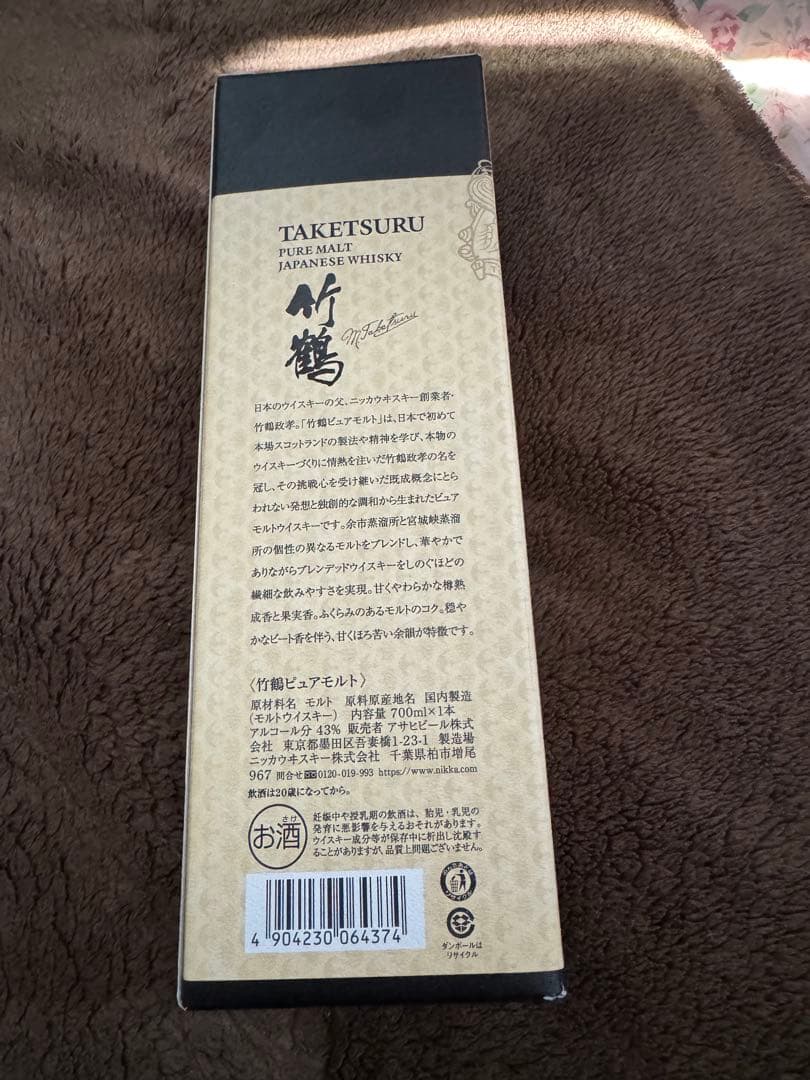 TAKETSURU
PURE MALT
JAPANESE WHISKY
竹鶴
M.Taketsuru
日本のウイスキーの父、ニッカウヰスキー創業者・
竹鶴政孝。「竹鶴ピュアモルト」は、日本で初めて
本場スコットランドの製法や精神を学び、本物の
ウイスキーづくりに情熱を注いだ竹鶴政孝の名を
冠し、その挑戦心を受け継いだ既成概念にとら
われない発想と独創的な調和から生まれたピュア
モルトウイスキーです。余市蒸溜所と宮城峡蒸溜
所の個性の異なるモルトをブレンドし、華やかで
ありながらブレンデッドウイスキーをしのぐほどの
繊細な飲みやすさを実現。甘くやわらかな樽熟
成香と果実香。ふくらみのあるモルトのコク。穏や
かなピート香を伴う、甘くほろ苦い余韻が特徴です。
〈竹鶴ピュアモルト〉
原材料名 モルト 原料原産地名 国内製造
(モルトウイスキー) 内容量 700ml×1本
アルコール分 43% 販売者 アサヒビール株式
会社 東京都墨田区吾妻橋1-23-1 製造場
ニッカウヰスキー株式会社 千葉県柏市増尾
967 問合せ 0120-019-993 https://www.nikka.com
飲酒は20歳になってから。
さけ
お酒
妊娠中や授乳期の飲酒は、胎児・乳児の
発育に悪影響を与えるおそれがあります。
ウイスキー成分等が保存中に析出し沈殿す
ることがありますが、品質上問題ございません。
4 904230 064374
ダンボールは
リサイクル